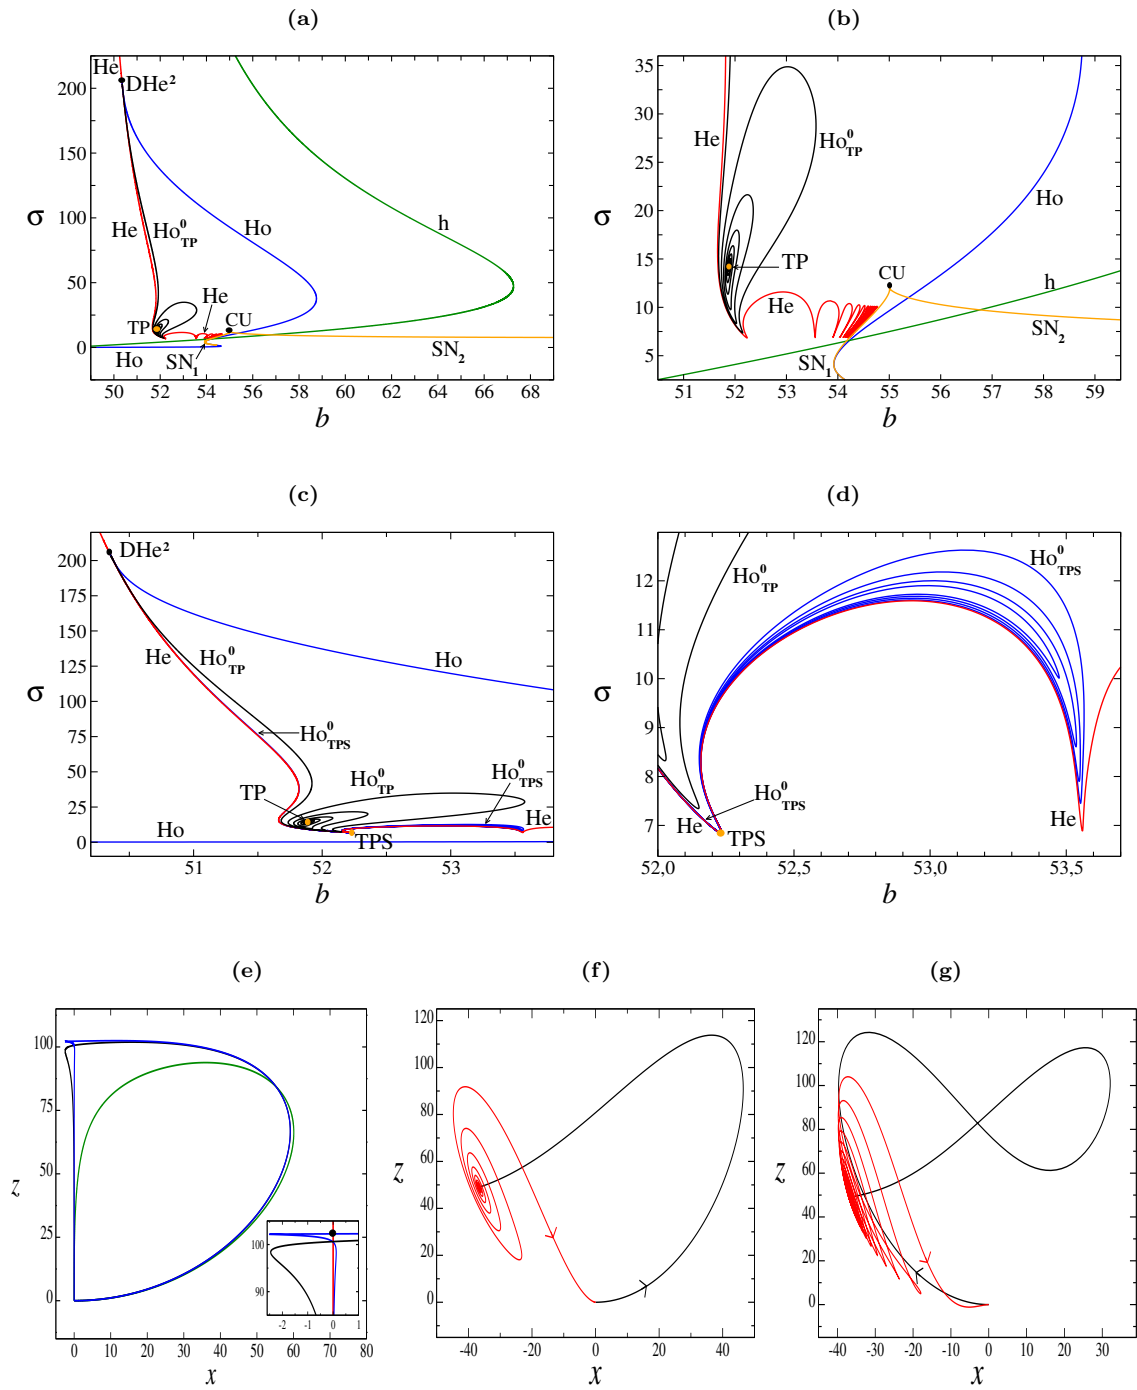 (a)
200
150
100
50
0
σ
50 52 54 56 58 60 62 64 66 68
b
He
DHe²
He
Ho⁰TP
Ho
h
He
TP
CU
Ho
SN₁
SN₂
(b)
35
30
25
20
15
10
5
σ
51 52 53 54 55 56 57 58 59
b
He
Ho⁰TP
Ho
TP
CU
h
He
SN₂
SN₁
(c)
200
175
150
125
100
75
50
25
0
σ
51 52 53
b
DHe²
He
Ho⁰TP
Ho
Ho⁰TPS
Ho⁰TP
Ho⁰TPS
TP
He
Ho
TPS
(d)
12
11
10
9
8
7
σ
52,0 52,5 53,0 53,5
b
Ho⁰TP
Ho⁰TPS
Ho⁰TPS
He
TPS
He
(e)
100
75
50
25
0
z
0 10 20 30 40 50 60 70 80
x
100
90
-2 -1 0 1
(f)
120
100
80
60
40
20
0
z
-40 -20 0 20 40
x
(g)
120
100
80
60
40
20
0
z
-40 -30 -20 -10 0 10 20 30
x